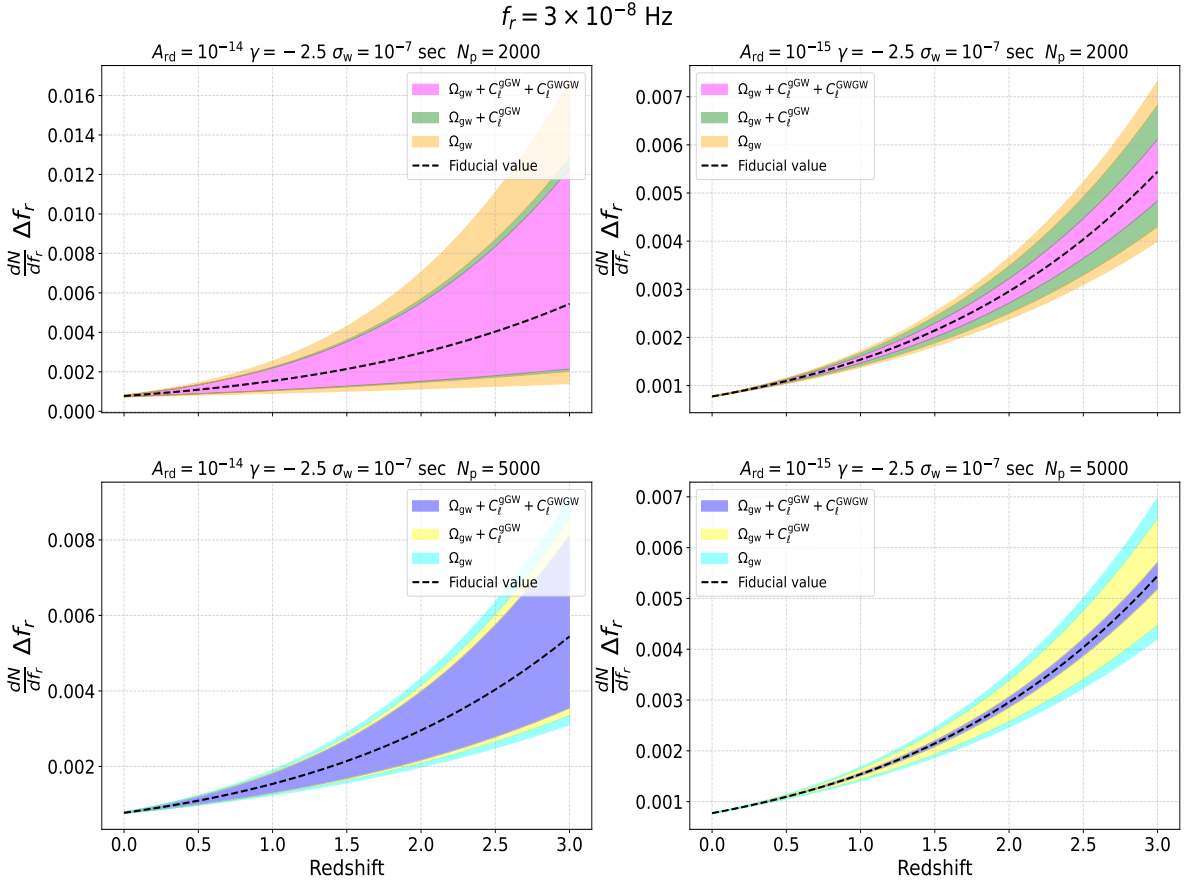 f_r = 3 × 10⁻⁸ Hz
A_rd = 10⁻¹⁴ γ = − 2.5 σ_w = 10⁻⁷ sec N_p = 2000
0.016
0.014
0.012
0.010
0.008
0.006
0.004
0.002
0.000
dN/df_r Δf_r
Ω_gw + C_ℓ^gGW + C_ℓ^GWGW
Ω_gw + C_ℓ^gGW
Ω_gw
Fiducial value
A_rd = 10⁻¹⁵ γ = − 2.5 σ_w = 10⁻⁷ sec N_p = 2000
0.007
0.006
0.005
0.004
0.003
0.002
0.001
dN/df_r Δf_r
Ω_gw + C_ℓ^gGW + C_ℓ^GWGW
Ω_gw + C_ℓ^gGW
Ω_gw
Fiducial value
A_rd = 10⁻¹⁴ γ = − 2.5 σ_w = 10⁻⁷ sec N_p = 5000
0.008
0.006
0.004
0.002
dN/df_r Δf_r
Ω_gw + C_ℓ^gGW + C_ℓ^GWGW
Ω_gw + C_ℓ^gGW
Ω_gw
Fiducial value
0.0 0.5 1.0 1.5 2.0 2.5 3.0
Redshift
A_rd = 10⁻¹⁵ γ = − 2.5 σ_w = 10⁻⁷ sec N_p = 5000
0.007
0.006
0.005
0.004
0.003
0.002
0.001
dN/df_r Δf_r
Ω_gw + C_ℓ^gGW + C_ℓ^GWGW
Ω_gw + C_ℓ^gGW
Ω_gw
Fiducial value
0.0 0.5 1.0 1.5 2.0 2.5 3.0
Redshift